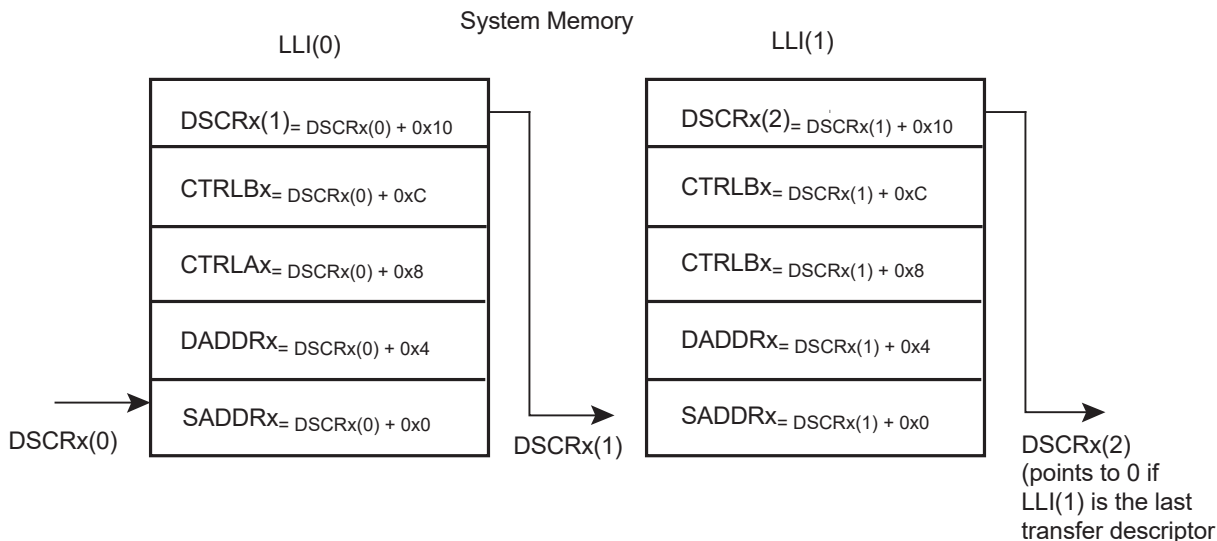 System Memory
LLI(0)
LLI(1)
DSCRx(1)= DSCRx(0) + 0x10
CTRLBx= DSCRx(0) + 0xC
CTRLAx= DSCRx(0) + 0x8
DADDRx= DSCRx(0) + 0x4
SADDRx= DSCRx(0) + 0x0
DSCRx(0)
DSCRx(1)
DSCRx(2)= DSCRx(1) + 0x10
CTRLBx= DSCRx(1) + 0xC
CTRLBx= DSCRx(1) + 0x8
DADDRx= DSCRx(1) + 0x4
SADDRx= DSCRx(1) + 0x0
DSCRx(2)
(points to 0 if
LLI(1) is the last
transfer descriptor